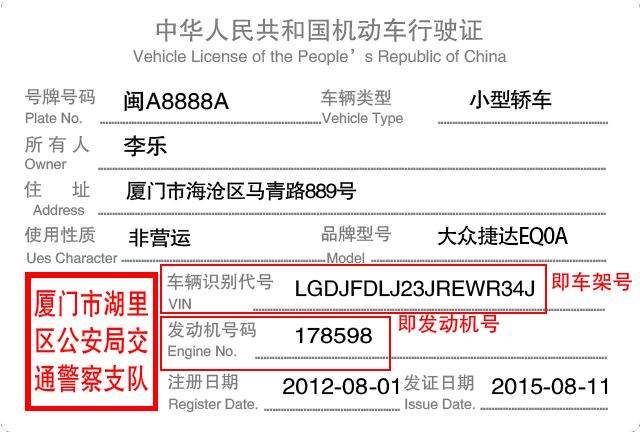 中华人民共和国机动车行驶证
Vehicle License of the People’s Republic of China
号牌号码 闽A8888A 车辆类型 小型轿车
Plate No. Vehicle Type
所有人 李乐
Owner
住 址 厦门市海沧区马青路889号
Address
使用性质 非营运 品牌型号 大众捷达EQ0A
Ues Character Model
车辆识别代号 LGDJFDLJ23JREWR34J 即车架号
VIN
发动机号码 178598 即发动机号
Engine No.
厦门市湖里
区公安局交
通警察支队
注册日期 2012-08-01 发证日期 2015-08-11
Register Date. Issue Date.